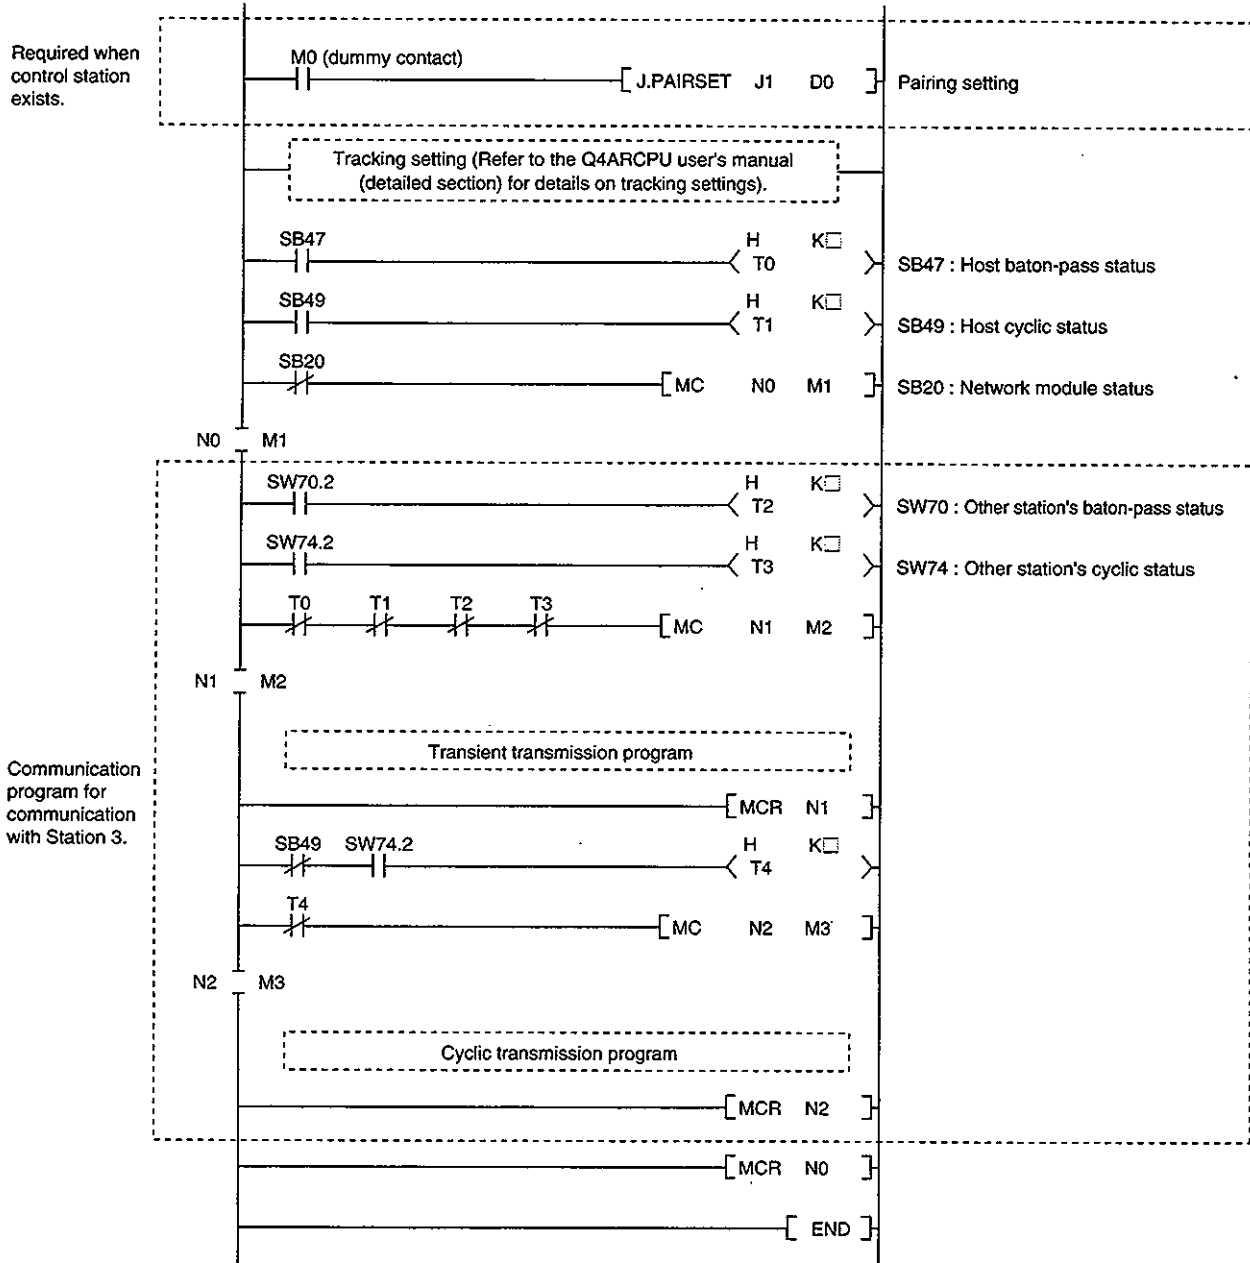 Required when
control station
exists.
M0 (dummy contact)
J.PAIRSET J1 D0
Pairing setting
Tracking setting (Refer to the Q4ARCPU user's manual
(detailed section) for details on tracking settings).
SB47
H K□
T0
SB47 : Host baton-pass status
SB49
H K□
T1
SB49 : Host cyclic status
SB20
MC N0 M1
SB20 : Network module status
N0 M1
SW70.2
H K□
T2
SW70 : Other station's baton-pass status
SW74.2
H K□
T3
SW74 : Other station's cyclic status
T0 T1 T2 T3
MC N1 M2
N1 M2
Transient transmission program
Communication
program for
communication
with Station 3.
MCR N1
SB49 SW74.2
H K□
T4
T4
MC N2 M3
N2 M3
Cyclic transmission program
MCR N2
MCR N0
END